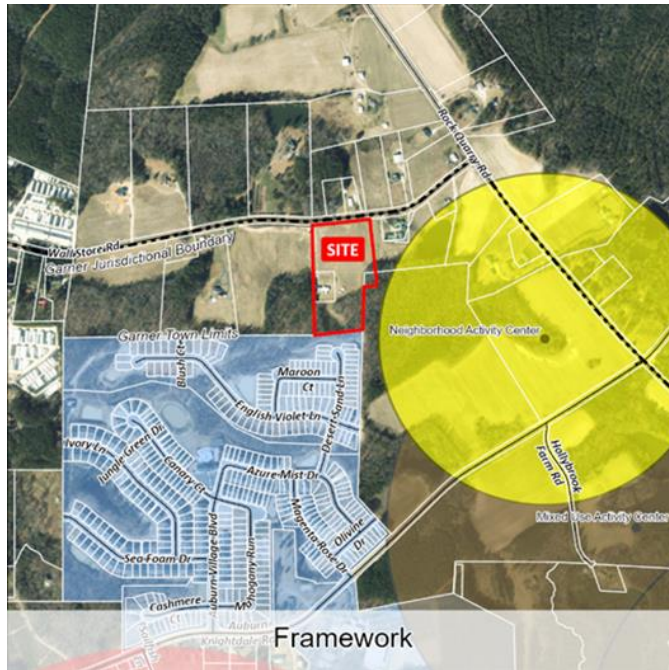 Rock Quarry Rd
Wall Store Rd
Garner Jurisdictional Boundary
SITE
Garner Town Limits
Neighborhood Activity Center
Blush Ct
Maroon
Ct
English Violet Ln
Desert Sand Ln
Ivory Ln
Jungle Green Dr
Canary Ct
Azure Mist Dr
Hollybrook
Farm Rd
Magenta Rose Dr
Olivine
Dr
Mixed Use Activity Center
Sea Foam Dr
Auburn Village Blvd
Mahogany Run
Cashmere
Ct
Auburn
Knightdale Rd
Framework